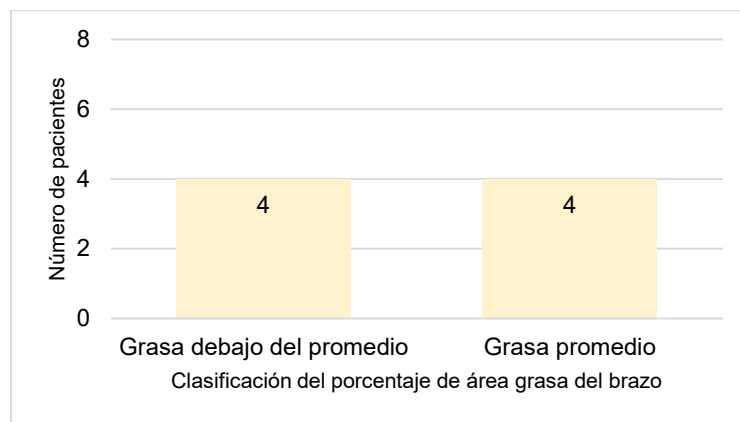 8
6
4
2
0
Número de pacientes
4
4
Grasa debajo del promedio
Grasa promedio
Clasificación del porcentaje de área grasa del brazo